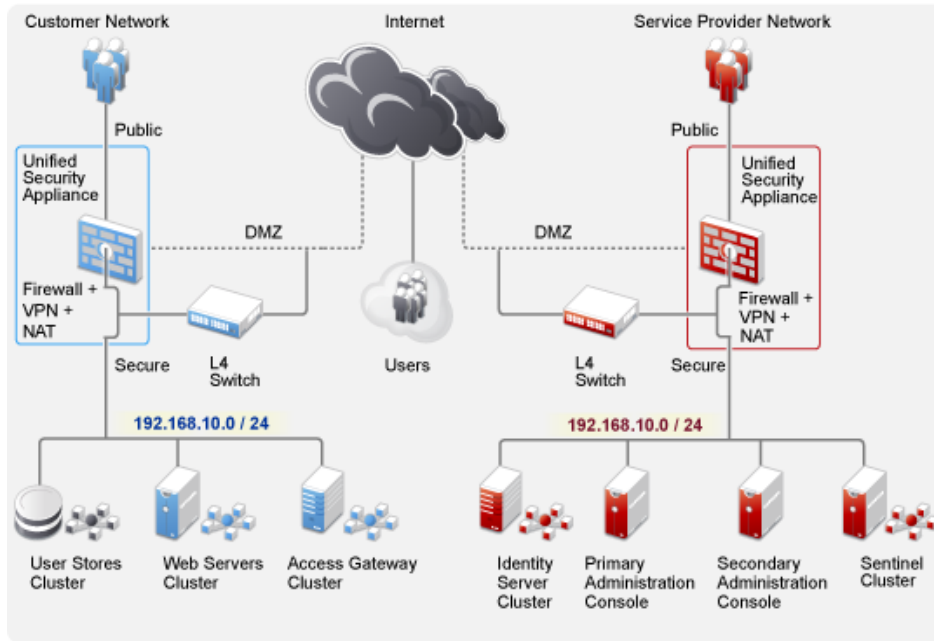 Customer Network
Internet
Service Provider Network
Public
Public
Unified
Security
Appliance
Unified
Security
Appliance
DMZ
DMZ
Firewall +
VPN +
NAT
Firewall +
VPN +
NAT
Secure
L4
Switch
Users
L4
Switch
Secure
192.168.10.0 / 24
192.168.10.0 / 24
User Stores
Cluster
Web Servers
Cluster
Access Gateway
Cluster
Identity
Server
Cluster
Primary
Administration
Console
Secondary
Administration
Console
Sentinel
Cluster